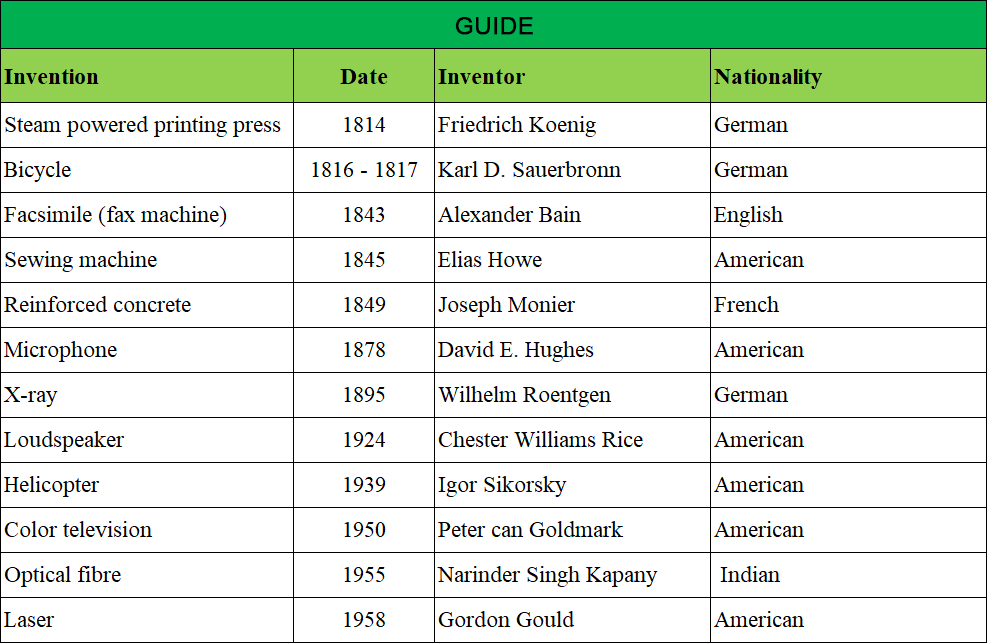 GUIDE
Invention Date Inventor Nationality
Steam powered printing press 1814 Friedrich Koenig German
Bicycle 1816 - 1817 Karl D. Sauerbronn German
Facsimile (fax machine) 1843 Alexander Bain English
Sewing machine 1845 Elias Howe American
Reinforced concrete 1849 Joseph Monier French
Microphone 1878 David E. Hughes American
X-ray 1895 Wilhelm Roentgen German
Loudspeaker 1924 Chester Williams Rice American
Helicopter 1939 Igor Sikorsky American
Color television 1950 Peter can Goldmark American
Optical fibre 1955 Narinder Singh Kapany Indian
Laser 1958 Gordon Gould American